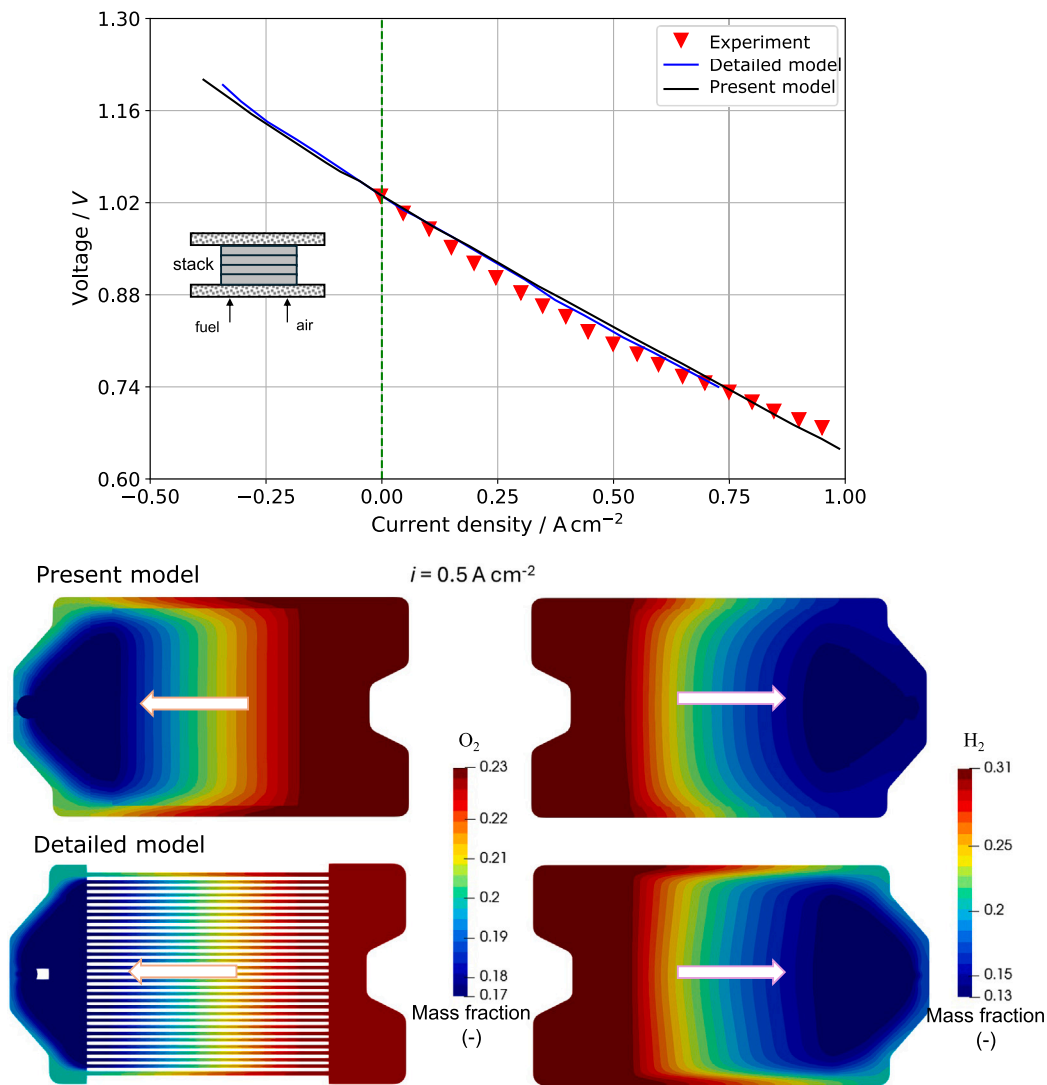 1.30
1.16
1.02
0.88
0.74
0.60
Voltage / V
−0.50 −0.25 0.00 0.25 0.50 0.75 1.00
Current density / A cm⁻²
Experiment
Detailed model
Present model
stack
fuel
air
Present model
i = 0.5 A cm⁻²
O₂
0.23
0.22
0.21
0.2
0.19
0.18
0.17
Mass fraction
(-)
H₂
0.31
0.25
0.2
0.15
0.13
Mass fraction
(-)
Detailed model